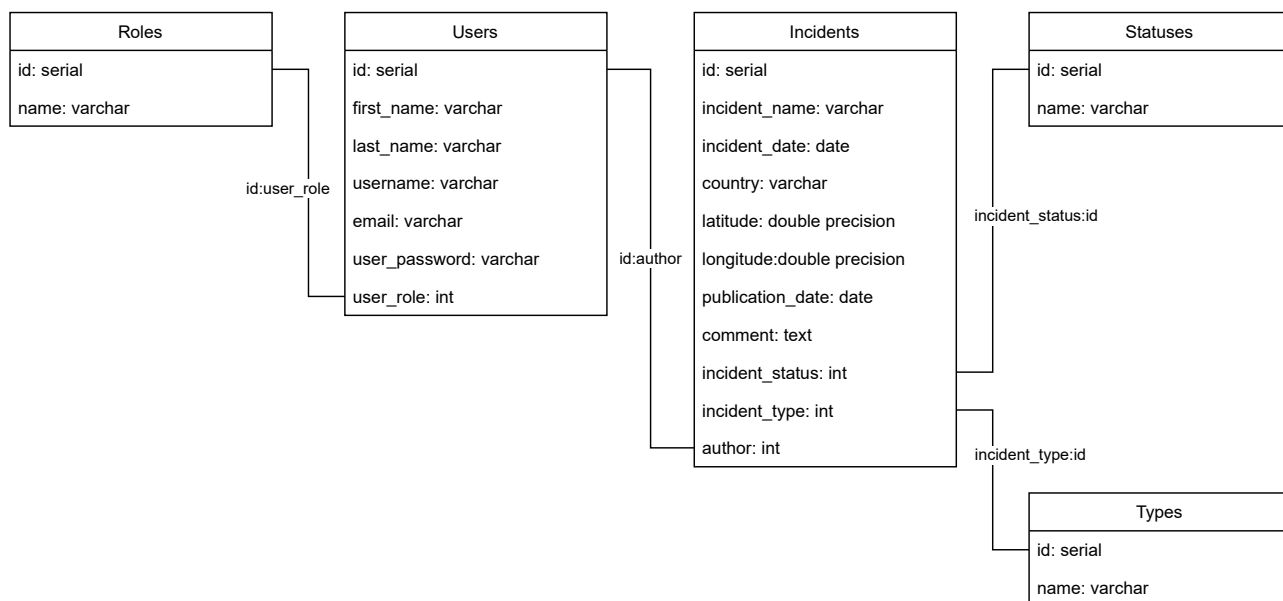 Roles
id: serial
name: varchar
id:user_role
Users
id: serial
first_name: varchar
last_name: varchar
username: varchar
email: varchar
user_password: varchar
user_role: int
id:author
Incidents
id: serial
incident_name: varchar
incident_date: date
country: varchar
latitude: double precision
longitude:double precision
publication_date: date
comment: text
incident_status: int
incident_type: int
author: int
incident_status:id
Statuses
id: serial
name: varchar
incident_type:id
Types
id: serial
name: varchar